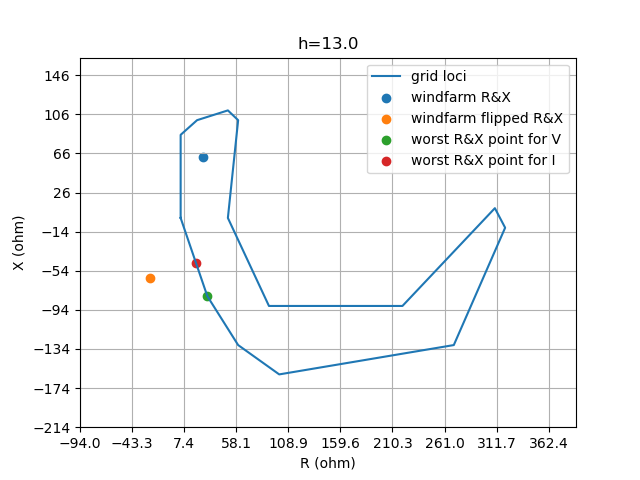 h=13.0
grid loci
windfarm R&X
windfarm flipped R&X
worst R&X point for V
worst R&X point for I
X (ohm)
146
106
66
26
−14
−54
−94
−134
−174
−214
−94.0 −43.3 7.4 58.1 108.9 159.6 210.3 261.0 311.7 362.4
R (ohm)